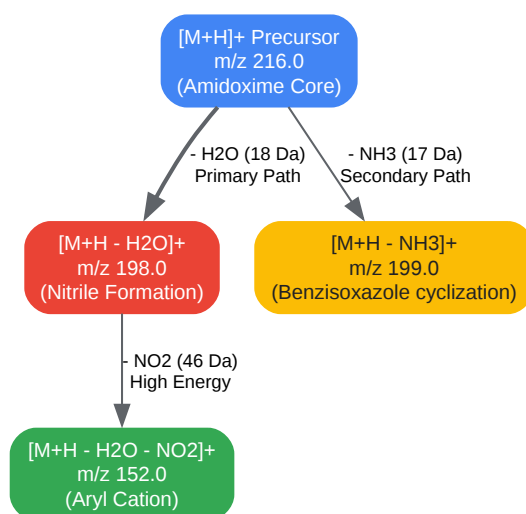 [M+H]+ Precursor
m/z 216.0
(Amidoxime Core)
- H2O (18 Da)
Primary Path
- NH3 (17 Da)
Secondary Path
[M+H - H2O]+
m/z 198.0
(Nitrile Formation)
[M+H - NH3]+
m/z 199.0
(Benzisoxazole cyclization)
- NO2 (46 Da)
High Energy
[M+H - H2O - NO2]+
m/z 152.0
(Aryl Cation)